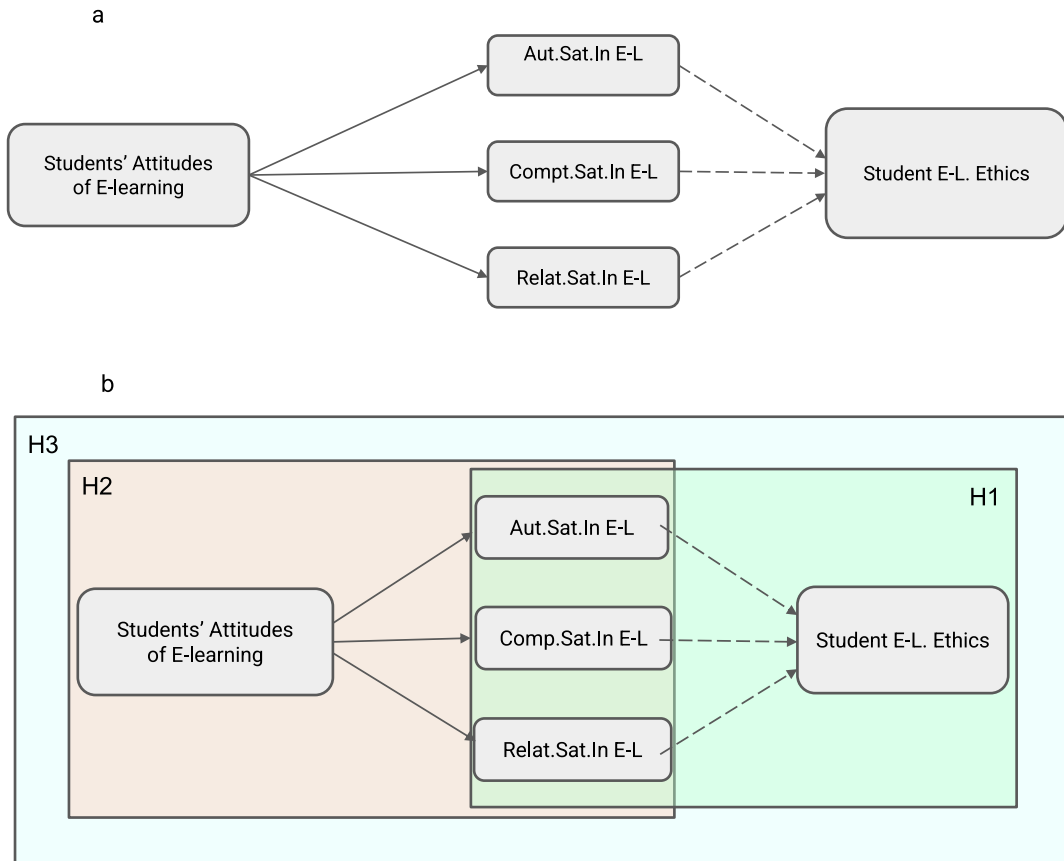 a
Aut.Sat.In E-L
Students’ Attitudes
of E-learning
Compt.Sat.In E-L
Student E-L. Ethics
Relat.Sat.In E-L
b
H3
H2
H1
Aut.Sat.In E-L
Students’ Attitudes
of E-learning
Comp.Sat.In E-L
Student E-L. Ethics
Relat.Sat.In E-L